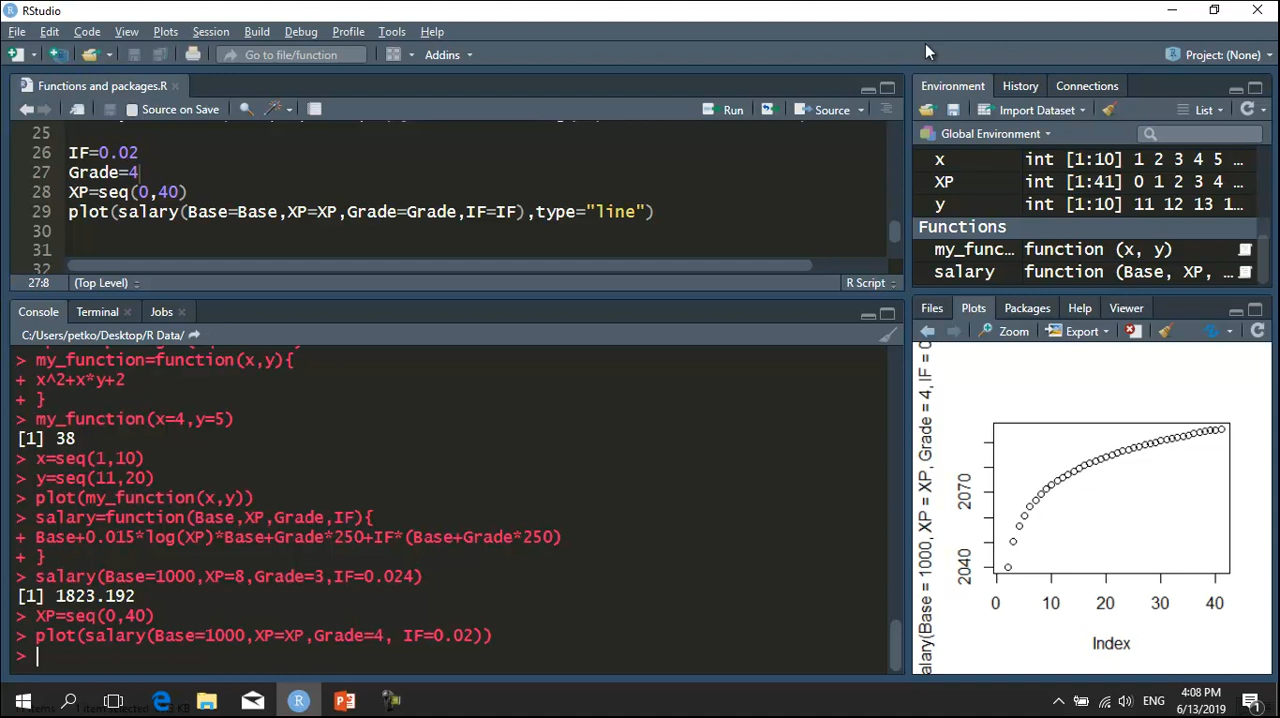 RStudio
File Edit Code View Plots Session Build Debug Profile Tools Help
Go to file/function Addins Project: (None)
Functions and packages.R
Source on Save Run Source
25
26 IF=0.02
27 Grade=4
28 XP=seq(0,40)
29 plot(salary(Base=Base,XP=XP,Grade=Grade,IF=IF),type="line")
30
31
32
27:8 (Top Level) R Script
Console Terminal Jobs
C:/Users/petko/Desktop/R Data/
> my_function=function(x,y){
+ x^2+x*y+2
+ }
> my_function(x=4,y=5)
[1] 38
> x=seq(1,10)
> y=seq(11,20)
> plot(my_function(x,y))
> salary=function(Base,XP,Grade,IF){
+ Base+0.015*log(XP)*Base+Grade*250+IF*(Base+Grade*250)
+ }
> salary(Base=1000,XP=8,Grade=3,IF=0.024)
[1] 1823.192
> XP=seq(0,40)
> plot(salary(Base=1000,XP=XP,Grade=4, IF=0.02))
>
Environment History Connections
Import Dataset List
Global Environment
x int [1:10] 1 2 3 4 5 ...
XP int [1:41] 0 1 2 3 4 ...
y int [1:10] 11 12 13 1...
Functions
my_func... function (x, y)
salary function (Base, XP, ...
Files Plots Packages Help Viewer
Zoom Export
alary(Base = 1000, XP = XP, Grade = 4, IF = 0
2070
2040
0 10 20 30 40
Index
ENG
4:08 PM
6/13/2019
1